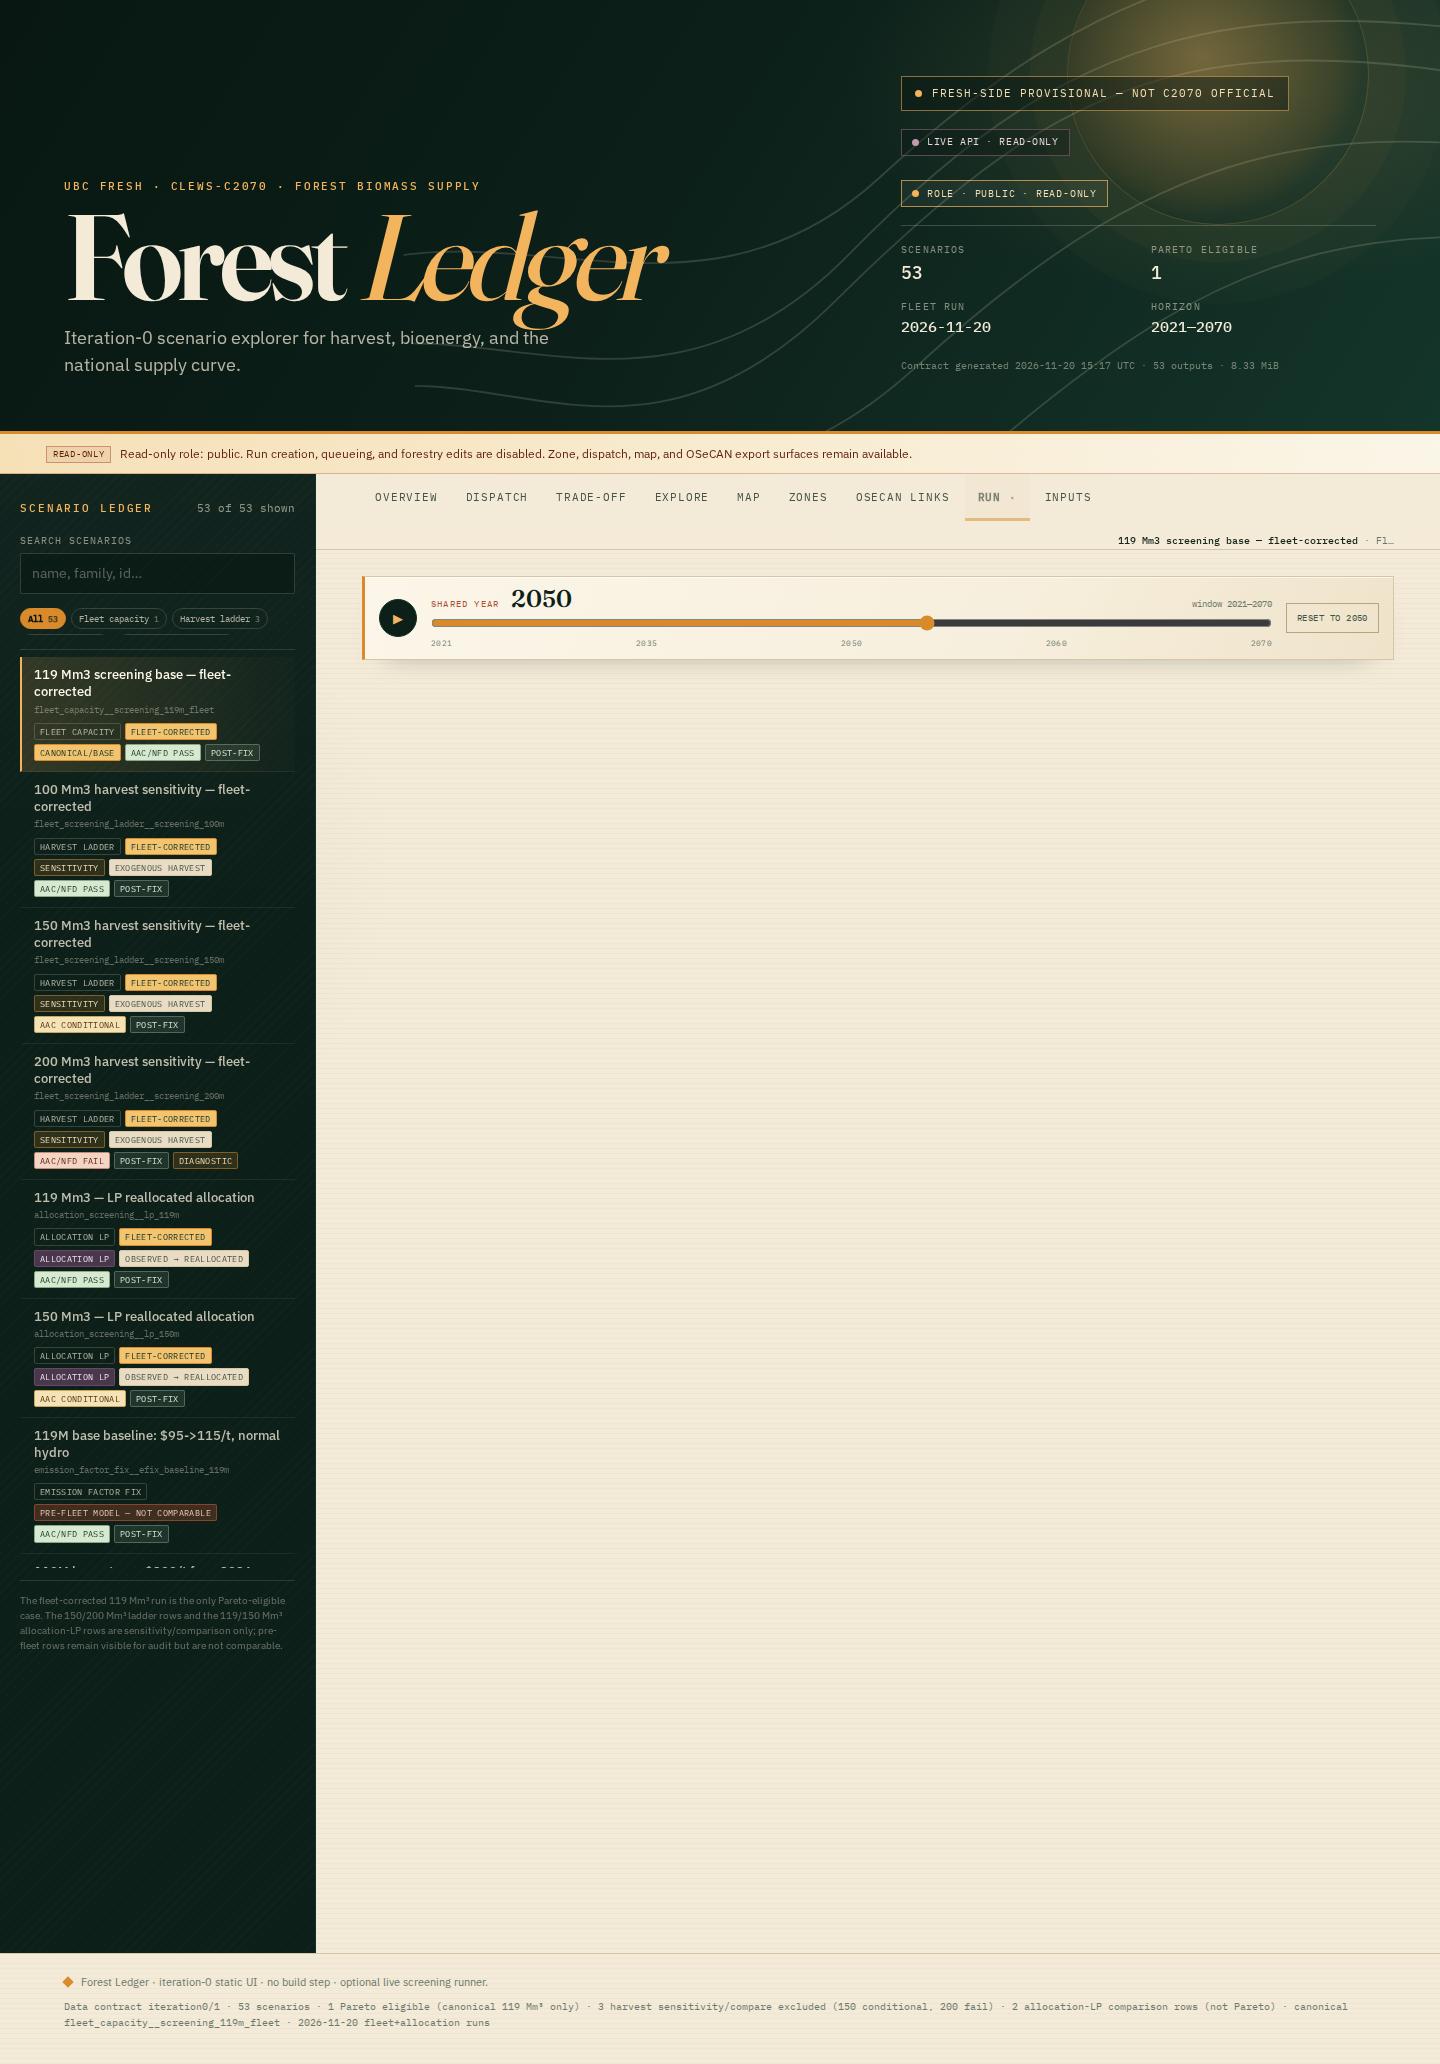 FRESH-SIDE PROVISIONAL — NOT C2070 OFFICIAL
LIVE API · READ-ONLY
ROLE · PUBLIC · READ-ONLY
UBC FRESH · CLEWS-C2070 · FOREST BIOMASS SUPPLY
Forest Ledger
Iteration-0 scenario explorer for harvest, bioenergy, and the
national supply curve.
SCENARIOS
53
PARETO ELIGIBLE
1
FLEET RUN
2026-11-20
HORIZON
2021—2070
Contract generated 2026-11-20 15:17 UTC · 53 outputs · 8.33 MiB
READ-ONLY Read-only role: public. Run creation, queueing, and forestry edits are disabled. Zone, dispatch, map, and OSeCAN export surfaces remain available.
SCENARIO LEDGER 53 of 53 shown
SEARCH SCENARIOS
name, family, id…
All 53 Fleet capacity 1 Harvest ladder 3
119 Mm3 screening base — fleet-
corrected
fleet_capacity__screening_119m_fleet
FLEET CAPACITY FLEET-CORRECTED
CANONICAL/BASE AAC/NFD PASS POST-FIX
100 Mm3 harvest sensitivity — fleet-
corrected
fleet_screening_ladder__screening_100m
HARVEST LADDER FLEET-CORRECTED
SENSITIVITY EXOGENOUS HARVEST
AAC/NFD PASS POST-FIX
150 Mm3 harvest sensitivity — fleet-
corrected
fleet_screening_ladder__screening_150m
HARVEST LADDER FLEET-CORRECTED
SENSITIVITY EXOGENOUS HARVEST
AAC CONDITIONAL POST-FIX
200 Mm3 harvest sensitivity — fleet-
corrected
fleet_screening_ladder__screening_200m
HARVEST LADDER FLEET-CORRECTED
SENSITIVITY EXOGENOUS HARVEST
AAC/NFD FAIL POST-FIX DIAGNOSTIC
119 Mm3 — LP reallocated allocation
allocation_screening__lp_119m
ALLOCATION LP FLEET-CORRECTED
ALLOCATION LP OBSERVED → REALLOCATED
AAC/NFD PASS POST-FIX
150 Mm3 — LP reallocated allocation
allocation_screening__lp_150m
ALLOCATION LP FLEET-CORRECTED
ALLOCATION LP OBSERVED → REALLOCATED
AAC CONDITIONAL POST-FIX
119M base baseline: $95->115/t, normal
hydro
emission_factor_fix__efix_baseline_119m
EMISSION FACTOR FIX
PRE-FLEET MODEL — NOT COMPARABLE
AAC/NFD PASS POST-FIX
The fleet-corrected 119 Mm³ run is the only Pareto-eligible
case. The 150/200 Mm³ ladder rows and the 119/150 Mm³
allocation-LP rows are sensitivity/comparison only; pre-
fleet rows remain visible for audit but are not comparable.
OVERVIEW DISPATCH TRADE-OFF EXPLORE MAP ZONES OSECAN LINKS RUN · INPUTS
119 Mm3 screening base — fleet-corrected · Fl…
▶ SHARED YEAR 2050 window 2021—2070
2021 2035 2050 2060 2070
RESET TO 2050
Forest Ledger · iteration-0 static UI · no build step · optional live screening runner.
Data contract iteration0/1 · 53 scenarios · 1 Pareto eligible (canonical 119 Mm³ only) · 3 harvest sensitivity/compare excluded (150 conditional, 200 fail) · 2 allocation-LP comparison rows (not Pareto) · canonical
fleet_capacity__screening_119m_fleet · 2026-11-20 fleet+allocation runs